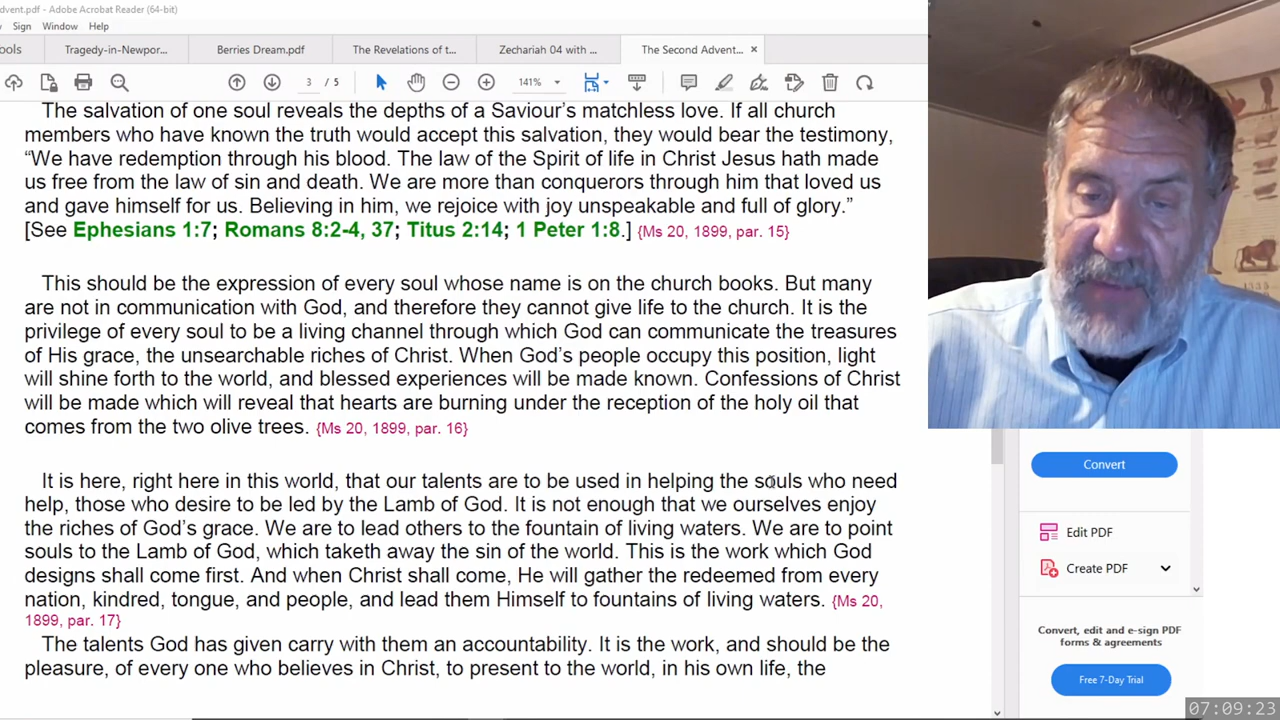 dvent.pdf - Adobe Acrobat Reader (64-bit)
Sign Window Help
ools Tragedy-in-Newpor... Berries Dream.pdf The Revelations of t... Zechariah 04 with ... The Second Advent... ×
3 / 5 141%
The salvation of one soul reveals the depths of a Saviour's matchless love. If all church
members who have known the truth would accept this salvation, they would bear the testimony,
“We have redemption through his blood. The law of the Spirit of life in Christ Jesus hath made
us free from the law of sin and death. We are more than conquerors through him that loved us
and gave himself for us. Believing in him, we rejoice with joy unspeakable and full of glory.”
[See Ephesians 1:7; Romans 8:2-4, 37; Titus 2:14; 1 Peter 1:8.] {Ms 20, 1899, par. 15}
This should be the expression of every soul whose name is on the church books. But many
are not in communication with God, and therefore they cannot give life to the church. It is the
privilege of every soul to be a living channel through which God can communicate the treasures
of His grace, the unsearchable riches of Christ. When God's people occupy this position, light
will shine forth to the world, and blessed experiences will be made known. Confessions of Christ
will be made which will reveal that hearts are burning under the reception of the holy oil that
comes from the two olive trees. {Ms 20, 1899, par. 16}
It is here, right here in this world, that our talents are to be used in helping the souls who need
help, those who desire to be led by the Lamb of God. It is not enough that we ourselves enjoy
the riches of God's grace. We are to lead others to the fountain of living waters. We are to point
souls to the Lamb of God, which taketh away the sin of the world. This is the work which God
designs shall come first. And when Christ shall come, He will gather the redeemed from every
nation, kindred, tongue, and people, and lead them Himself to fountains of living waters. {Ms 20,
1899, par. 17}
The talents God has given carry with them accountability. It is the work, and should be the
pleasure, of every one who believes in Christ, to present to the world, in his own life, the
Convert
Edit PDF
Create PDF
Convert, edit and e-sign PDF
forms & agreements
Free 7-Day Trial
07:09:23